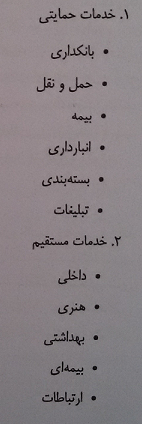 ۱. خدمات حمایتی
• بانکداری
• حمل و نقل
• بیمه
• انبارداری
• بسته‌بندی
• تبلیغات
۲. خدمات مستقیم
• داخلی
• هنری
• بهداشتی
• بیمه‌ای
• ارتباطات